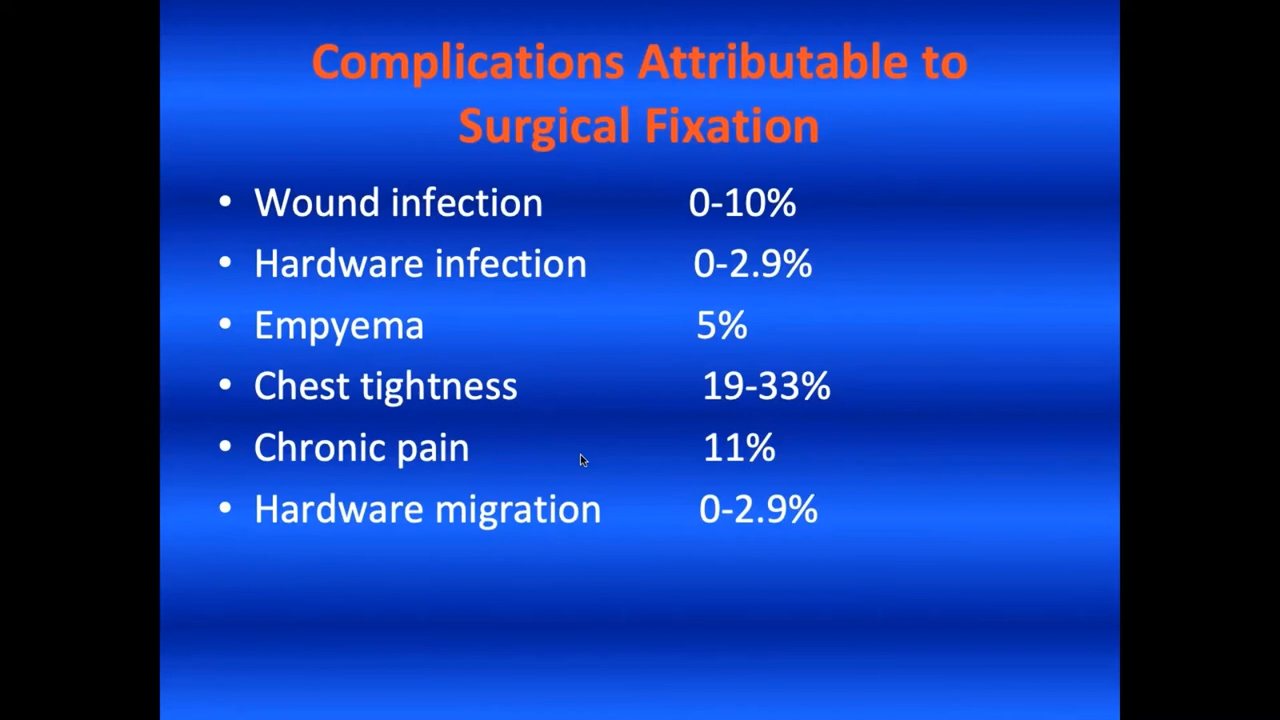 Complications Attributable to
Surgical Fixation
• Wound infection 0-10%
• Hardware infection 0-2.9%
• Empyema 5%
• Chest tightness 19-33%
• Chronic pain 11%
• Hardware migration 0-2.9%